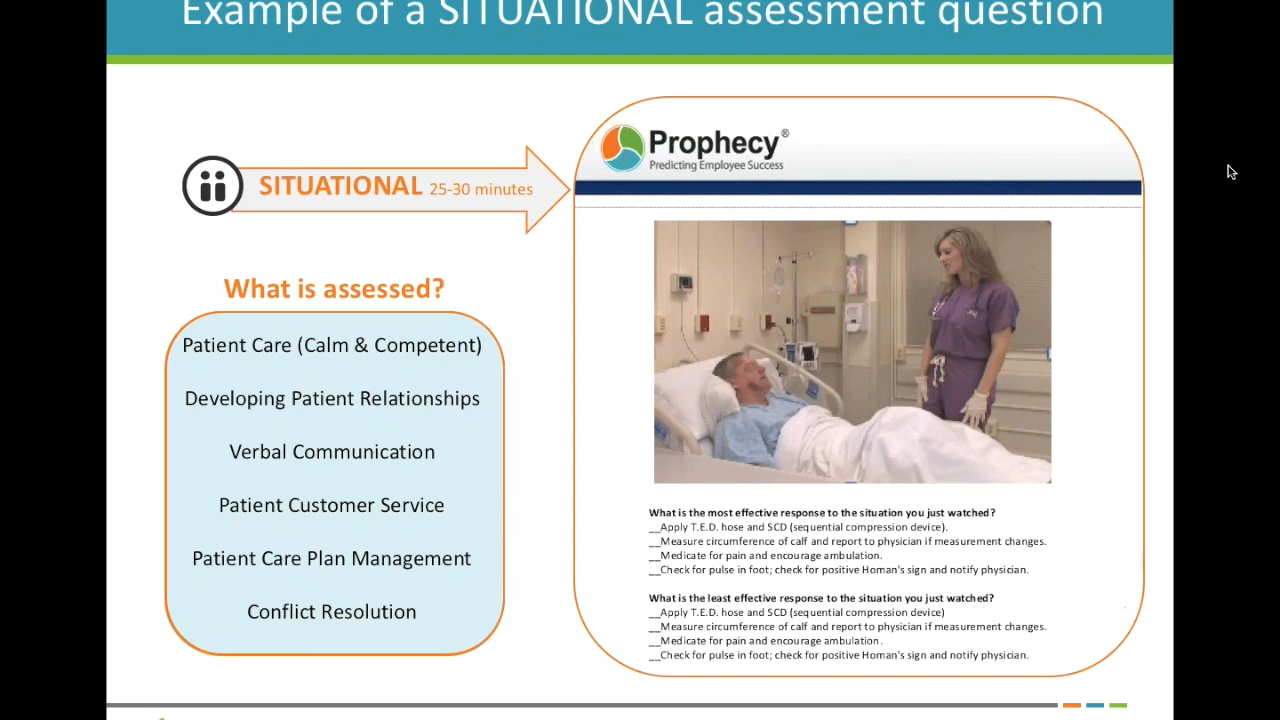 Example of a SITUATIONAL assessment question
Prophecy®
Predicting Employee Success
SITUATIONAL 25-30 minutes
What is assessed?
Patient Care (Calm & Competent)
Developing Patient Relationships
Verbal Communication
Patient Customer Service
Patient Care Plan Management
Conflict Resolution
What is the most effective response to the situation you just watched?
__Apply T.E.D. hose and SCD (sequential compression device).
__Measure circumference of calf and report to physician if measurement changes.
__Medicate for pain and encourage ambulation.
__Check for pulse in foot; check for positive Homan's sign and notify physician.
What is the least effective response to the situation you just watched?
__Apply T.E.D. hose and SCD (sequential compression device)
__Measure circumference of calf and report to physician if measurement changes.
__Medicate for pain and encourage ambulation.
__Check for pulse in foot; check for positive Homan's sign and notify physician.